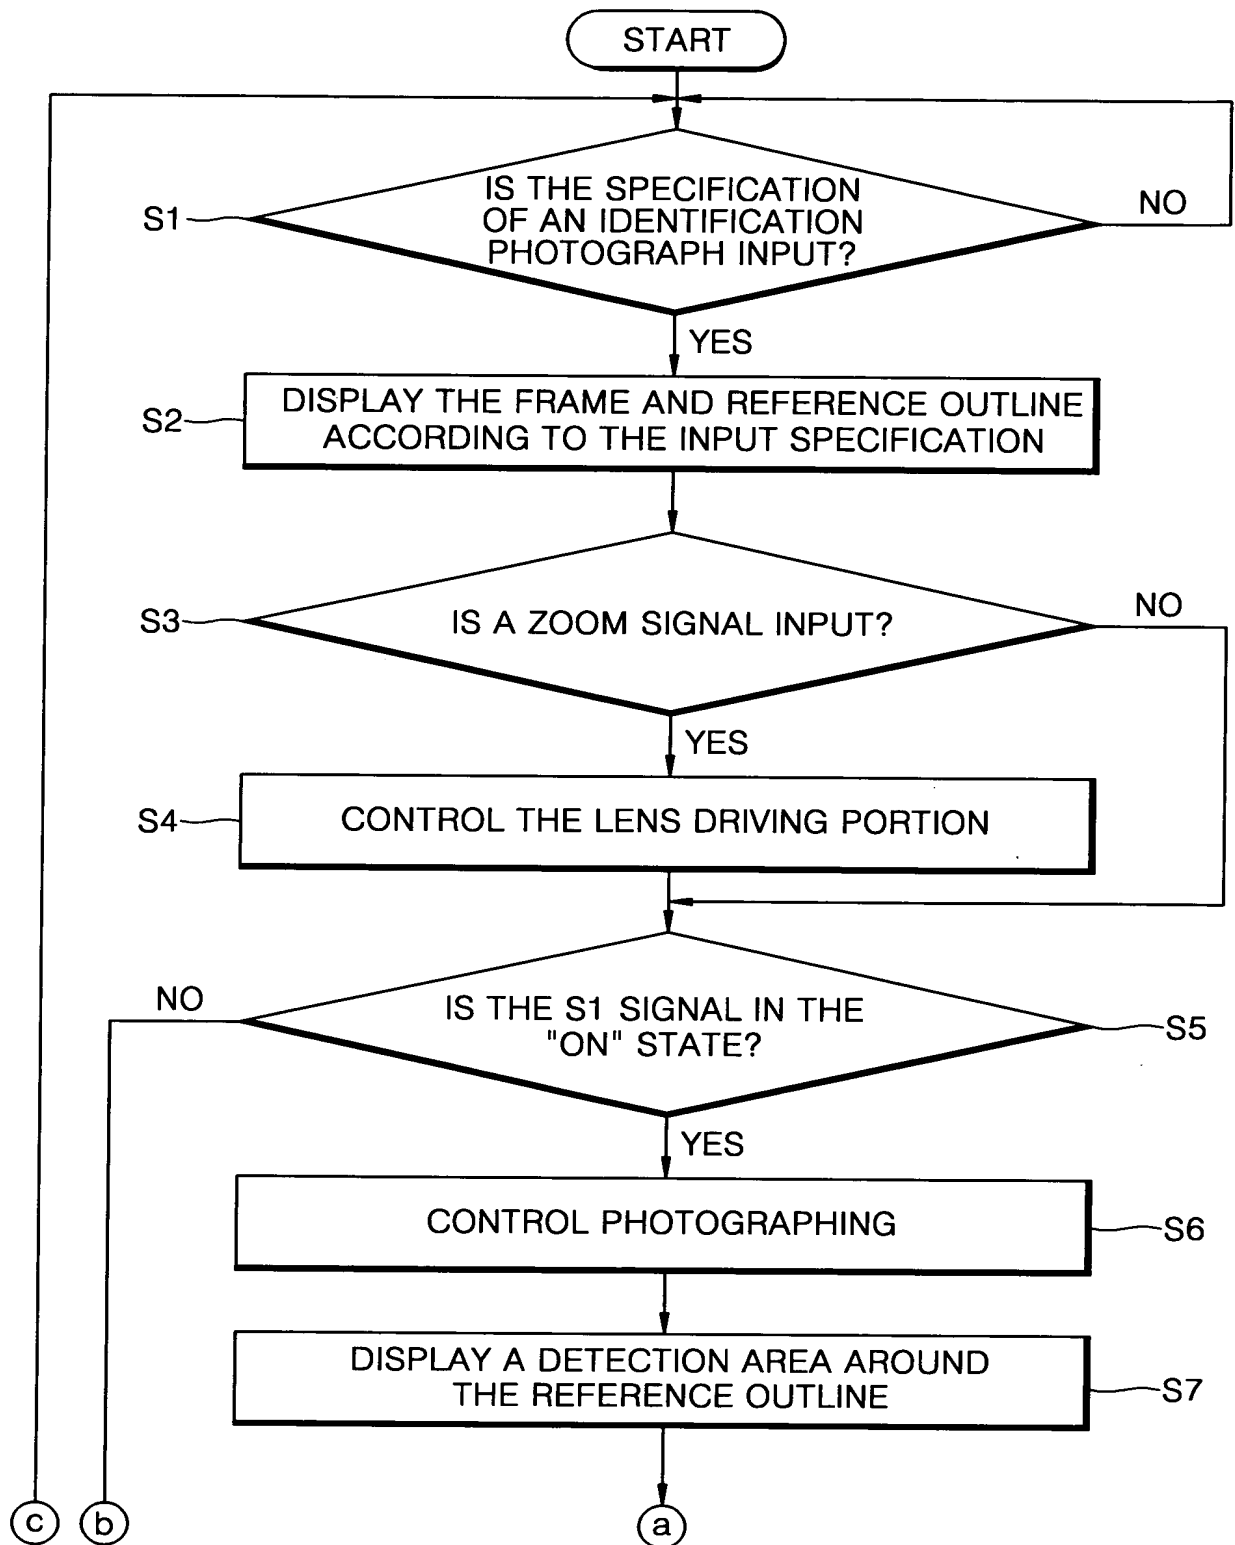 START
IS THE SPECIFICATION
OF AN IDENTIFICATION
PHOTOGRAPH INPUT?
S1
NO
YES
S2
DISPLAY THE FRAME AND REFERENCE OUTLINE
ACCORDING TO THE INPUT SPECIFICATION
S3
IS A ZOOM SIGNAL INPUT?
NO
YES
S4
CONTROL THE LENS DRIVING PORTION
NO
IS THE S1 SIGNAL IN THE
"ON" STATE?
S5
YES
CONTROL PHOTOGRAPHING
S6
DISPLAY A DETECTION AREA AROUND
THE REFERENCE OUTLINE
S7
c
b
a